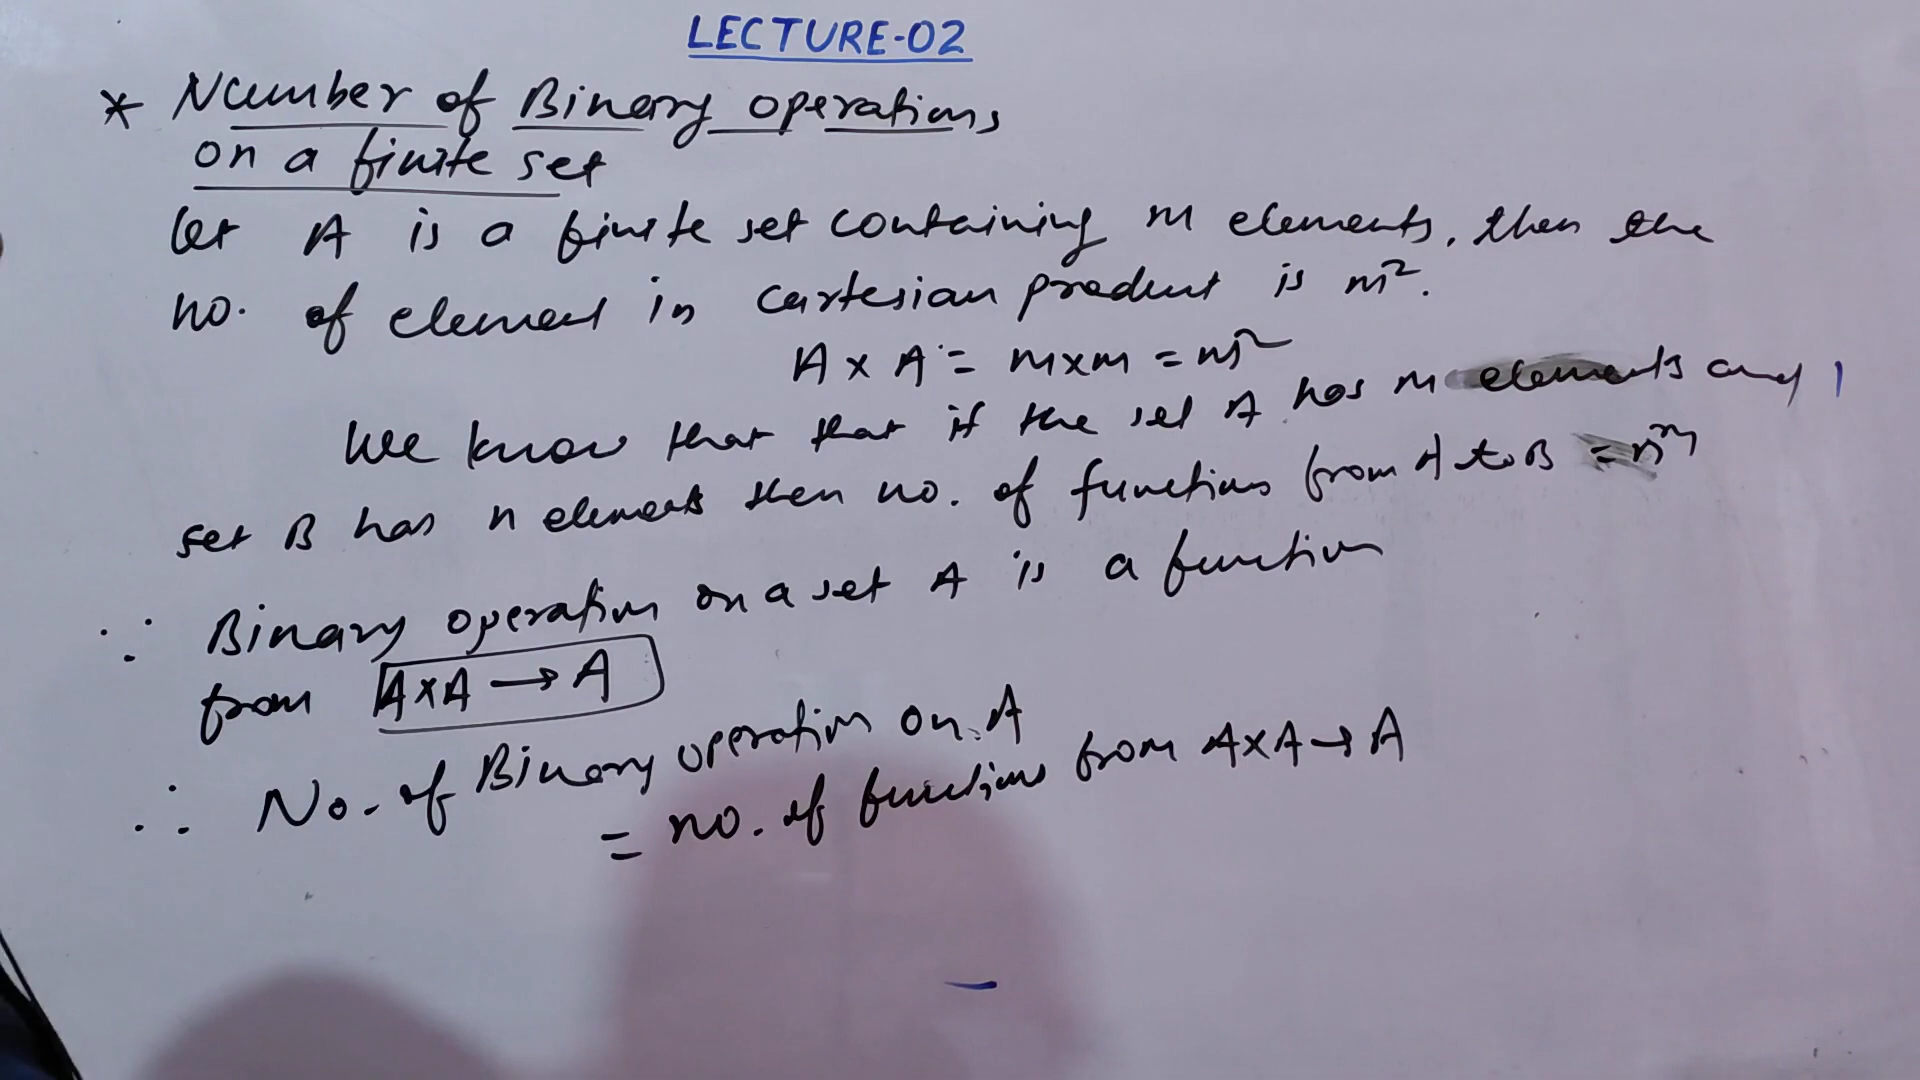 LECTURE-02
* Number of Binary operations
on a finite set
let A is a finite set containing m elements, then the
no. of element in cartesian product is m².
A × A = m×m = m²
We know that that if the set A has m elements and
set B has n elements then no. of functions from A to B = nᵐ
∵ Binary operation on a set A is a function
from A×A → A
∴ No. of Binary operation on A
= no. of functions from A×A → A